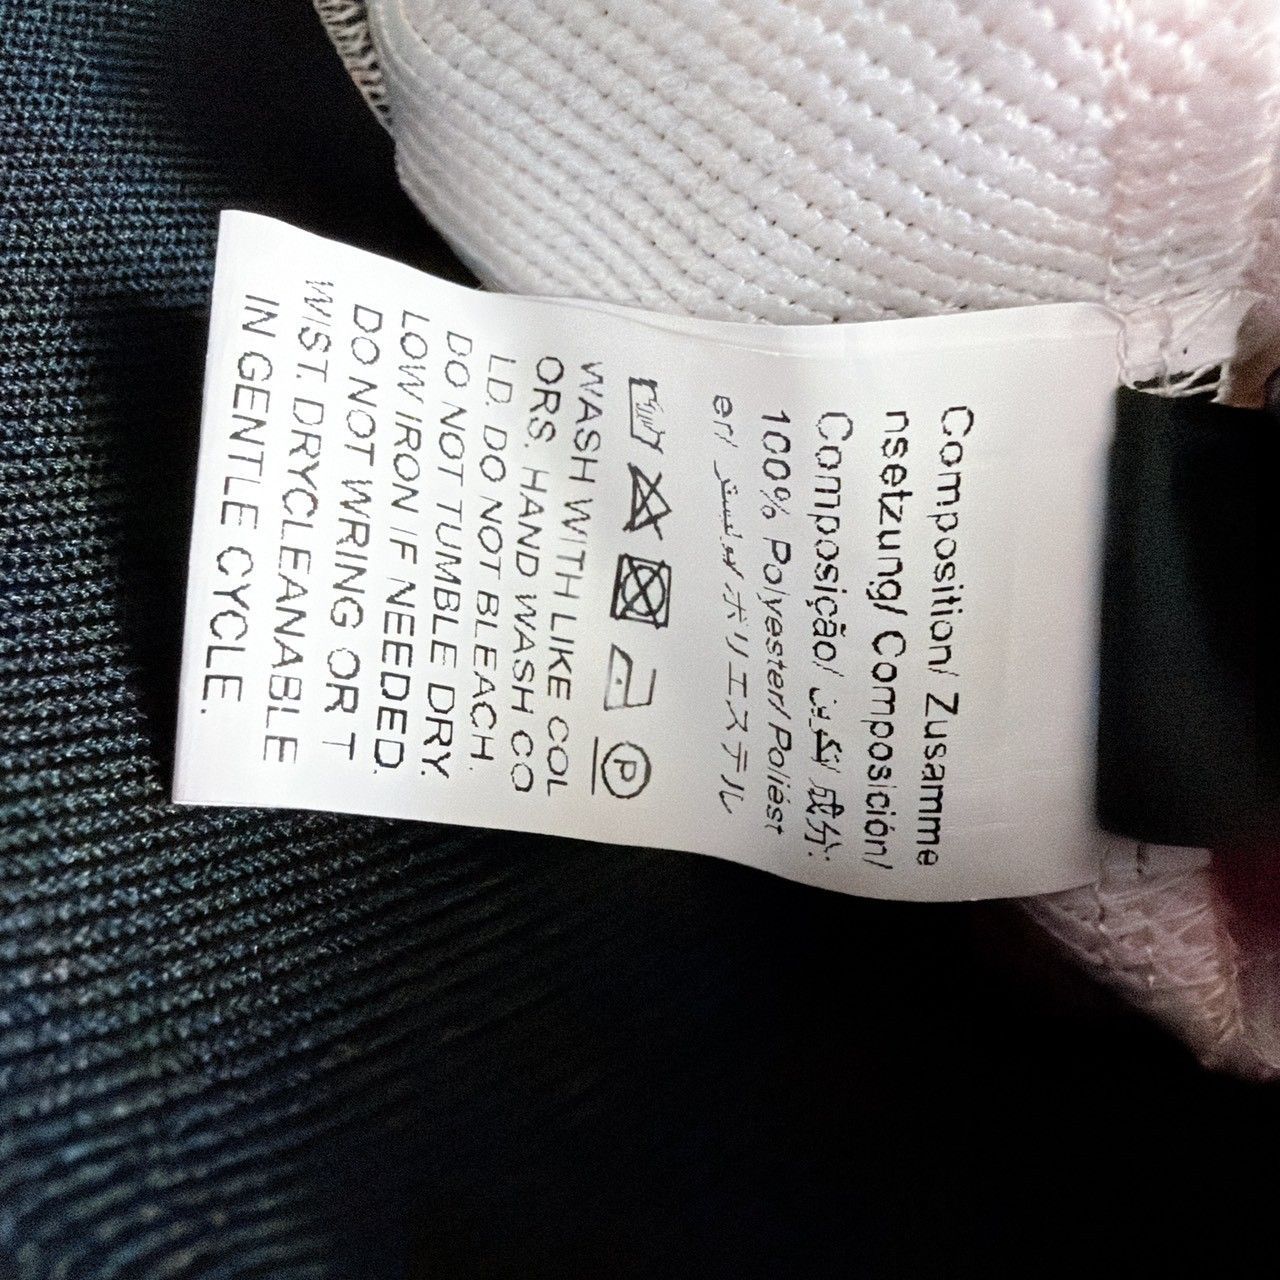 Composition/ Zusamme
nsetzung/ Composición/
Composição/ تكوين/ 成分:
100% Polyester/ Poliést
er/ بوليستر/ ポリエステル
P
WASH WITH LIKE COL
ORS. HAND WASH CO
LD. DO NOT BLEACH.
DO NOT TUMBLE DRY.
LOW IRON IF NEEDED.
DO NOT WRING OR T
WIST. DRYCLEANABLE
IN GENTLE CYCLE.